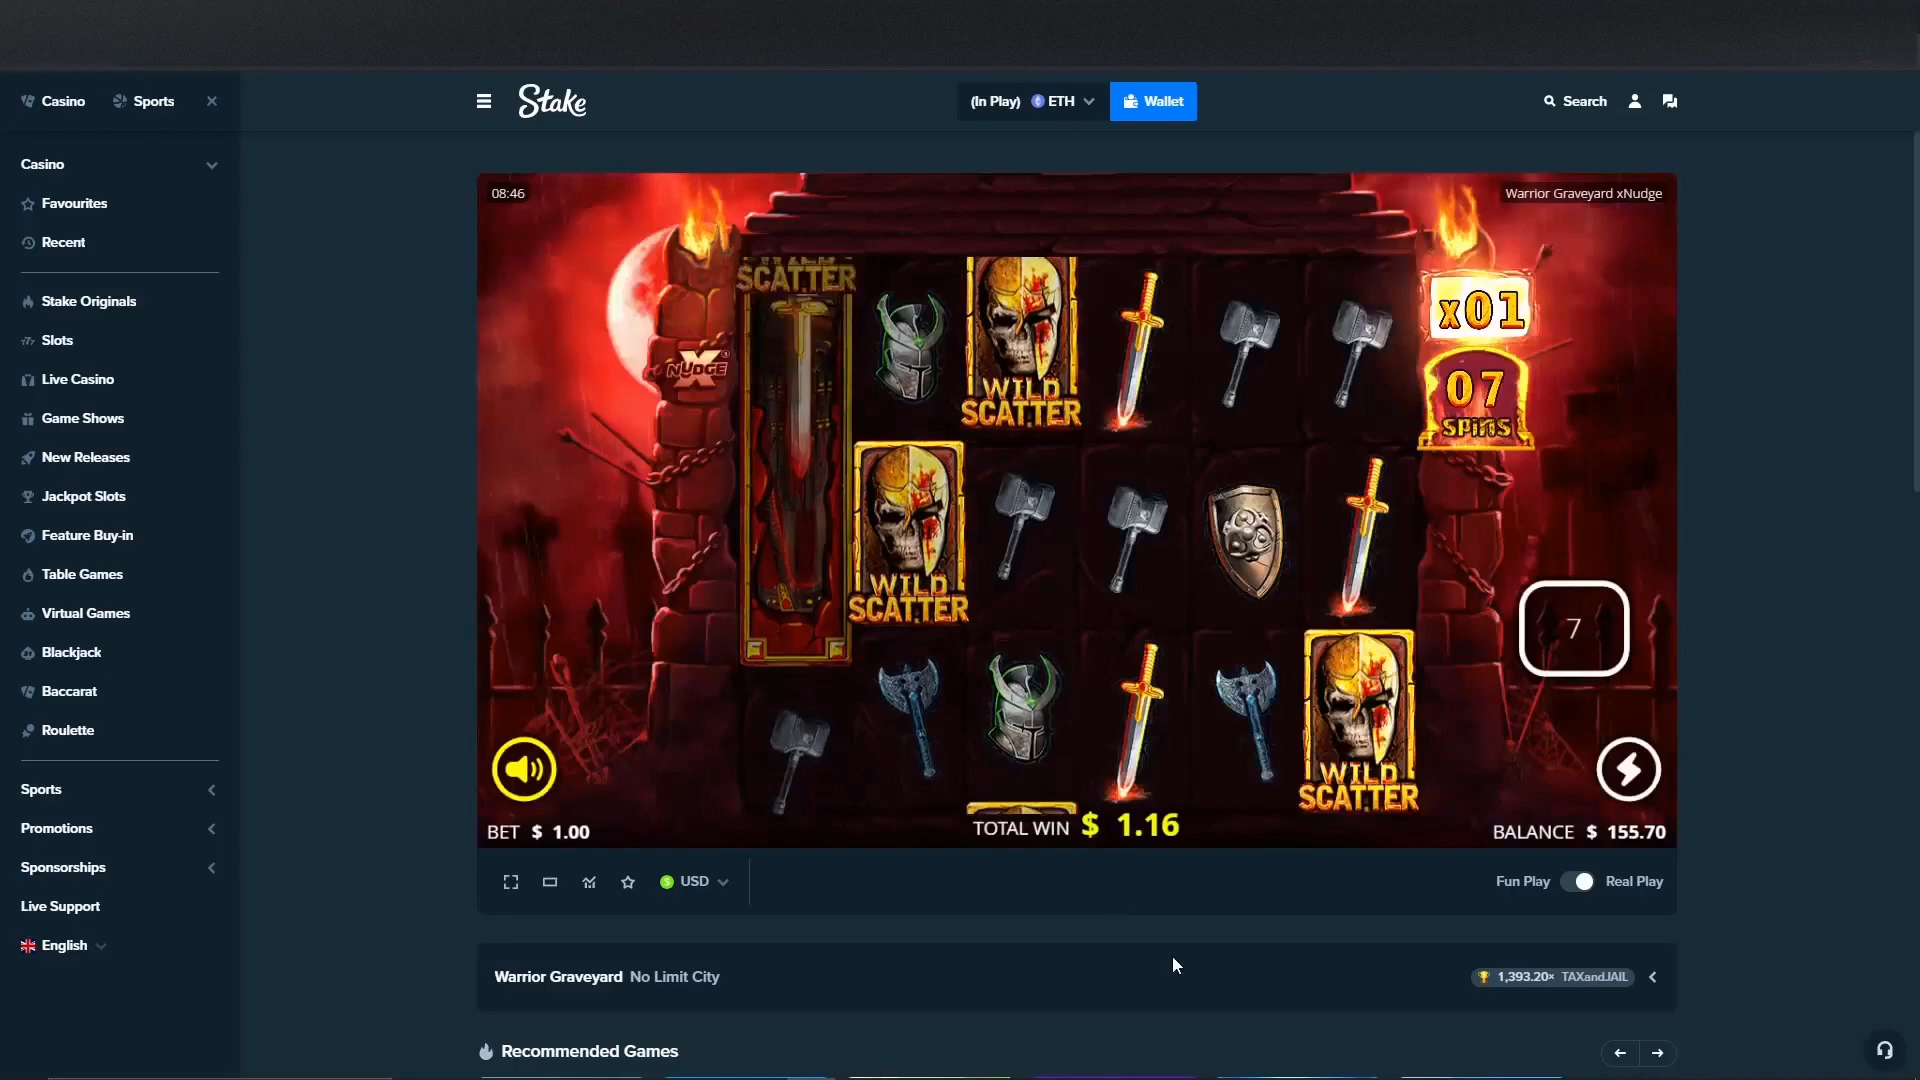 Casino
Sports
Stake
(In Play) ETH
Wallet
Search
Casino
Favourites
Recent
Stake Originals
Slots
Live Casino
Game Shows
New Releases
Jackpot Slots
Feature Buy-in
Table Games
Virtual Games
Blackjack
Baccarat
Roulette
Sports
Promotions
Sponsorships
Live Support
English
08:46
Warrior Graveyard xNudge
WILD
SCATTER
X
NUDGE
WILD
SCATTER
x01
07
SPINS
WILD
SCATTER
7
WILD
SCATTER
BET $ 1.00
TOTAL WIN $ 1.16
BALANCE $ 155.70
USD
Fun Play
Real Play
Warrior Graveyard No Limit City
1,393.20× TAXandJAIL
Recommended Games